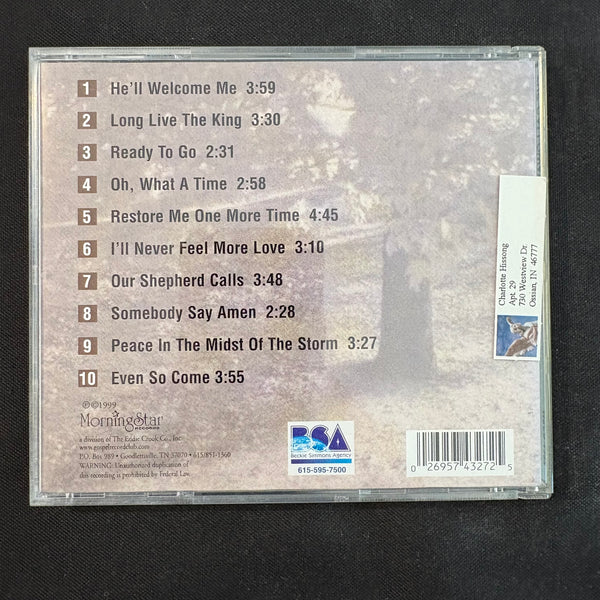 1 He'll Welcome Me 3:59
2 Long Live The King 3:30
3 Ready To Go 2:31
4 Oh, What A Time 2:58
5 Restore Me One More Time 4:45
6 I'll Never Feel More Love 3:10
7 Our Shepherd Calls 3:48
8 Somebody Say Amen 2:28
9 Peace In The Midst Of The Storm 3:27
10 Even So Come 3:55
℗©1999
MorningStar
RECORDS
a division of The Eddie Crook Co., Inc.
www.gospelrecordclub.com
P.O. Box 989 • Goodlettsville, TN 37070 • 615/851-1360
WARNING: Unauthorized duplication of
this recording is prohibited by Federal Law.
BSA
Beckie Simmons Agency
615-595-7500
0 26957 43272 5
Charlotte Hissong
Apt. 29
730 Westview Dr.
Ossian, IN 46777